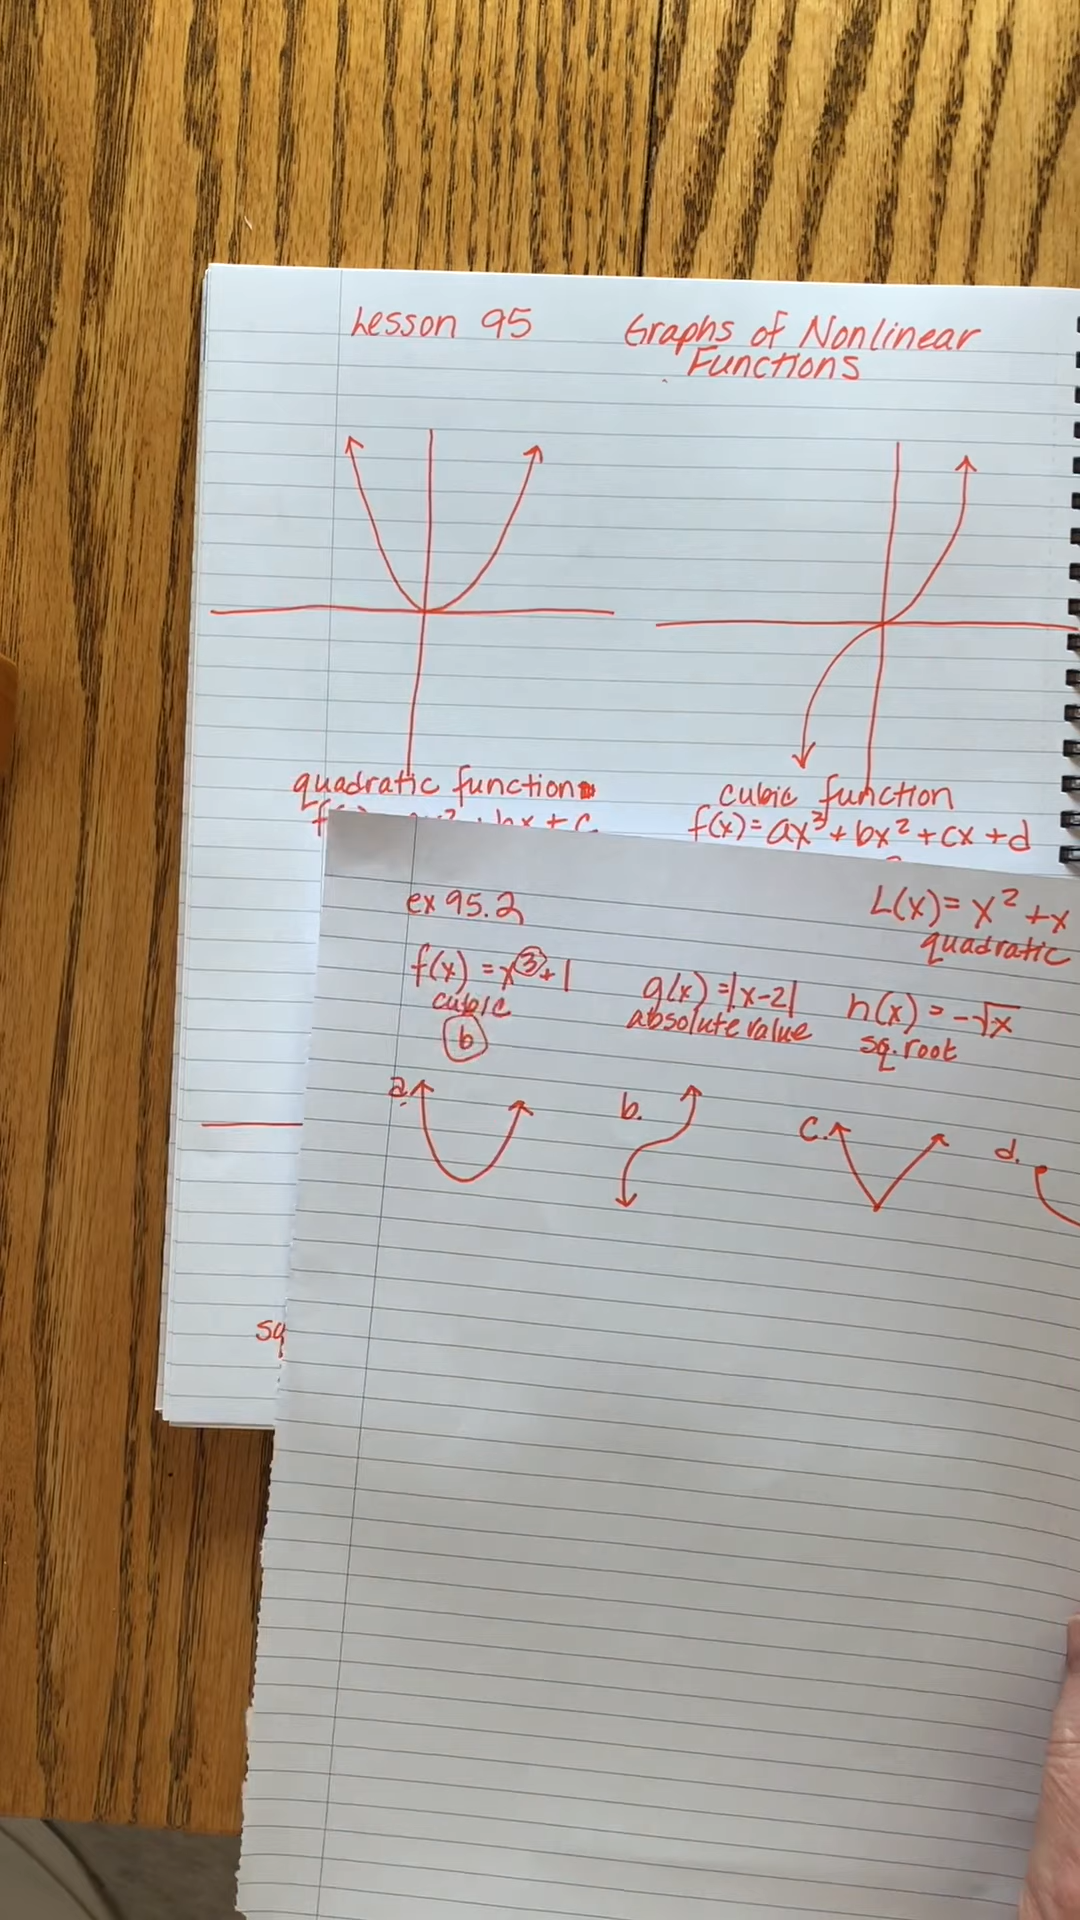 Lesson 95 Graphs of Nonlinear
Functions
quadratic function
cubic function
f(x)=ax³+bx²+cx+d
ex 95.2
L(x)=x²+x
quadratic
f(x)=x³+1
cubic
b
g(x)=|x-2|
absolute value
h(x)=-√x
sq. root
a.
b.
c.
d.
sq